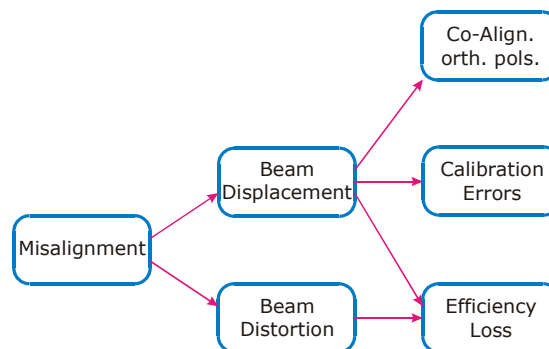 Co-Align.
orth. pols.
Beam
Displacement
Calibration
Errors
Misalignment
Beam
Distortion
Efficiency
Loss